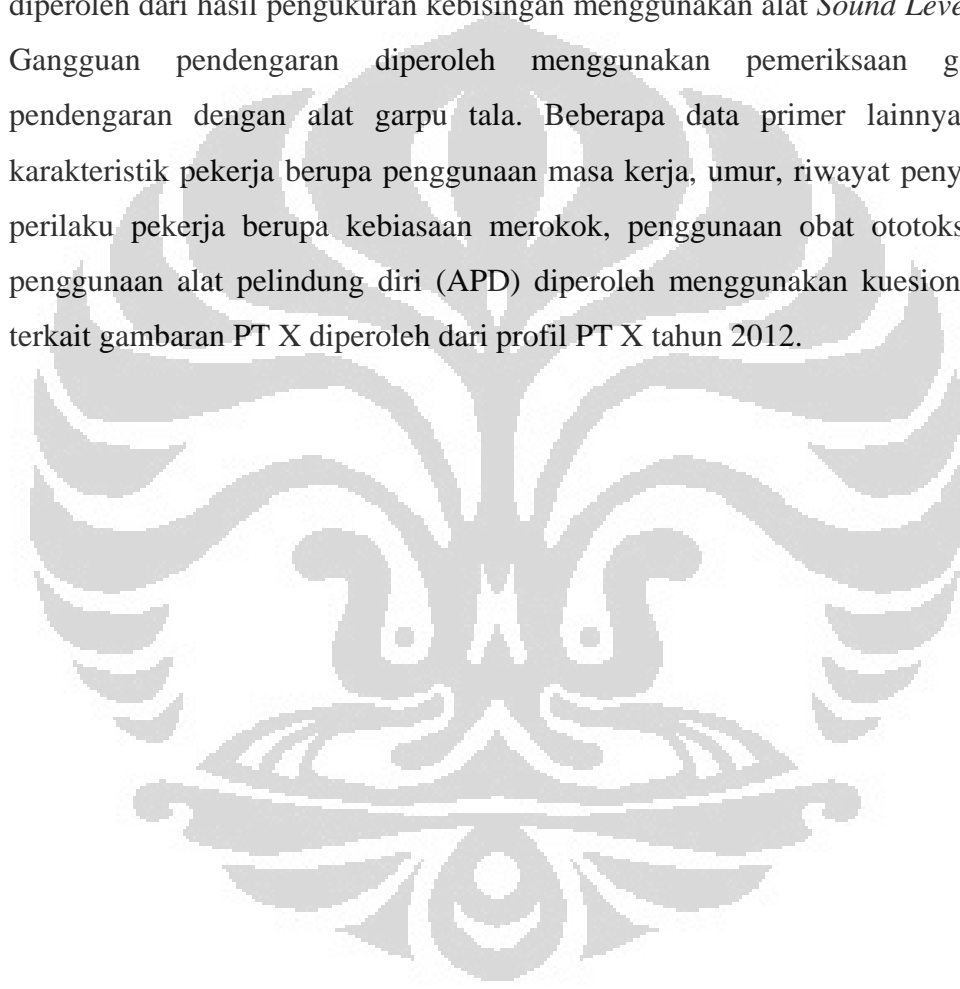 diperoleh dari hasil pengukuran kebisingan menggunakan alat Sound
Gangguan pendengaran diperoleh menggunakan pemeriksaan
pendengaran dengan alat garpu tala. Beberapa data primer lainnya
karakteristik pekerja berupa penggunaan masa kerja, umur, riwayat
perilaku pekerja berupa kebiasaan merokok, penggunaan obat
penggunaan alat pelindung diri (APD) diperoleh menggunakan
terkait gambaran PT X diperoleh dari profil PT X tahun 2012.